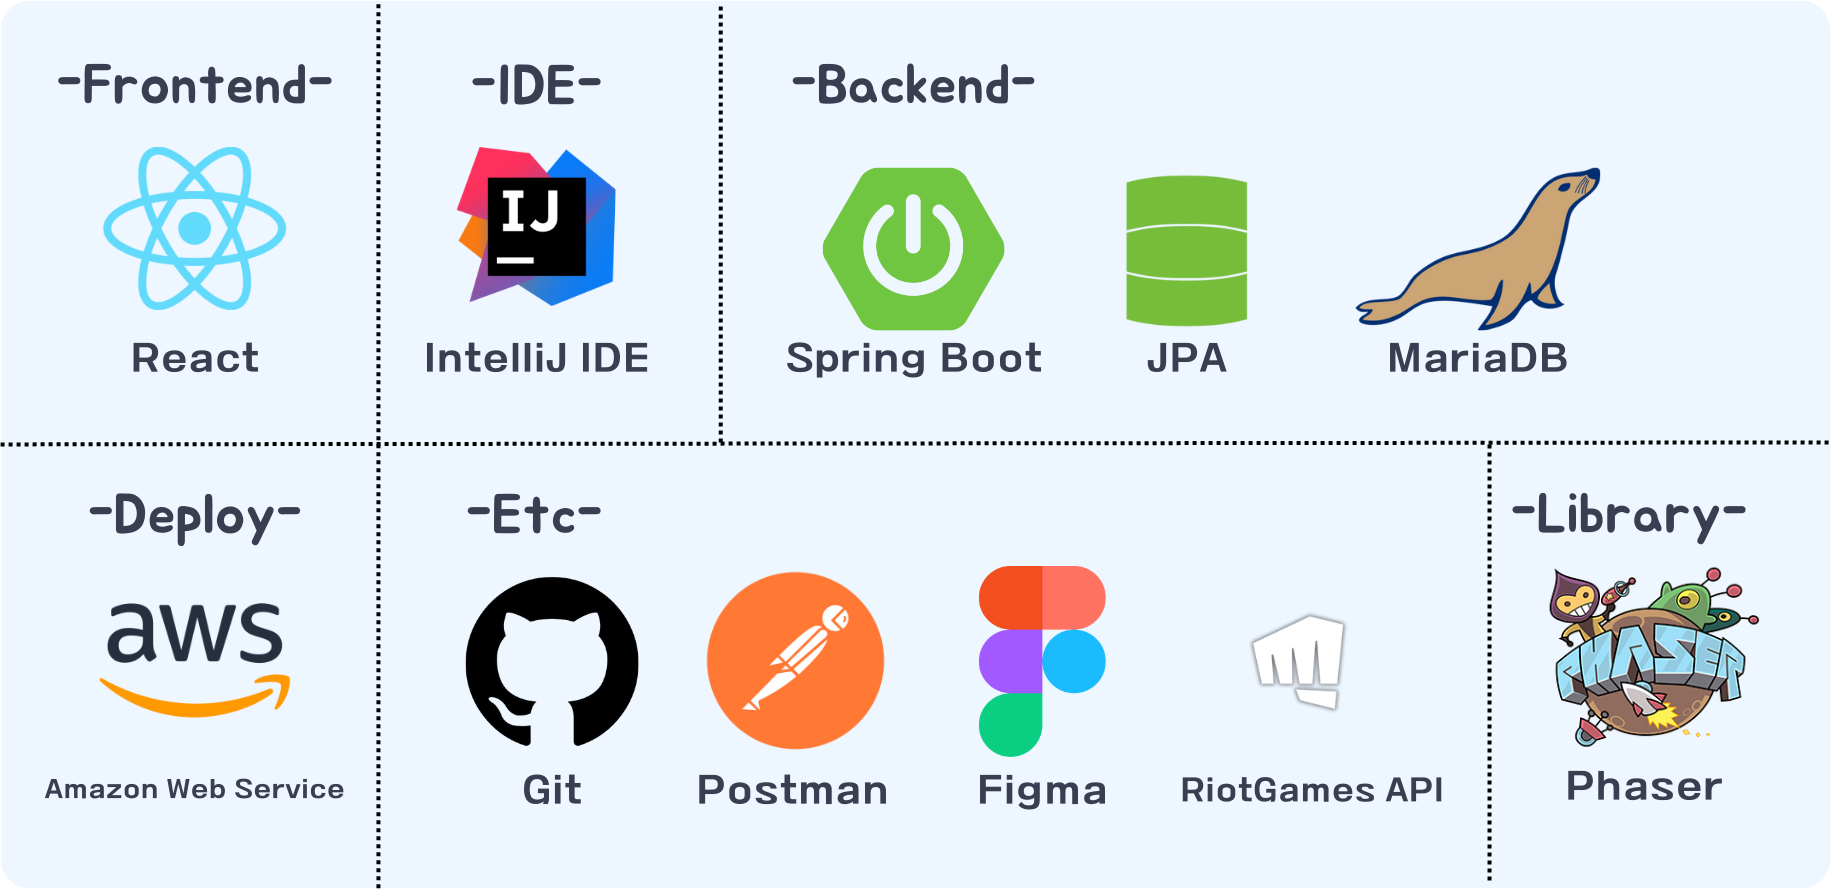 -Frontend-
React
-IDE-
IJ
IntelliJ IDE
-Backend-
Spring Boot
JPA
MariaDB
-Deploy-
aws
Amazon Web Service
-Etc-
Git
Postman
Figma
RiotGames API
-Library-
PHASER
Phaser